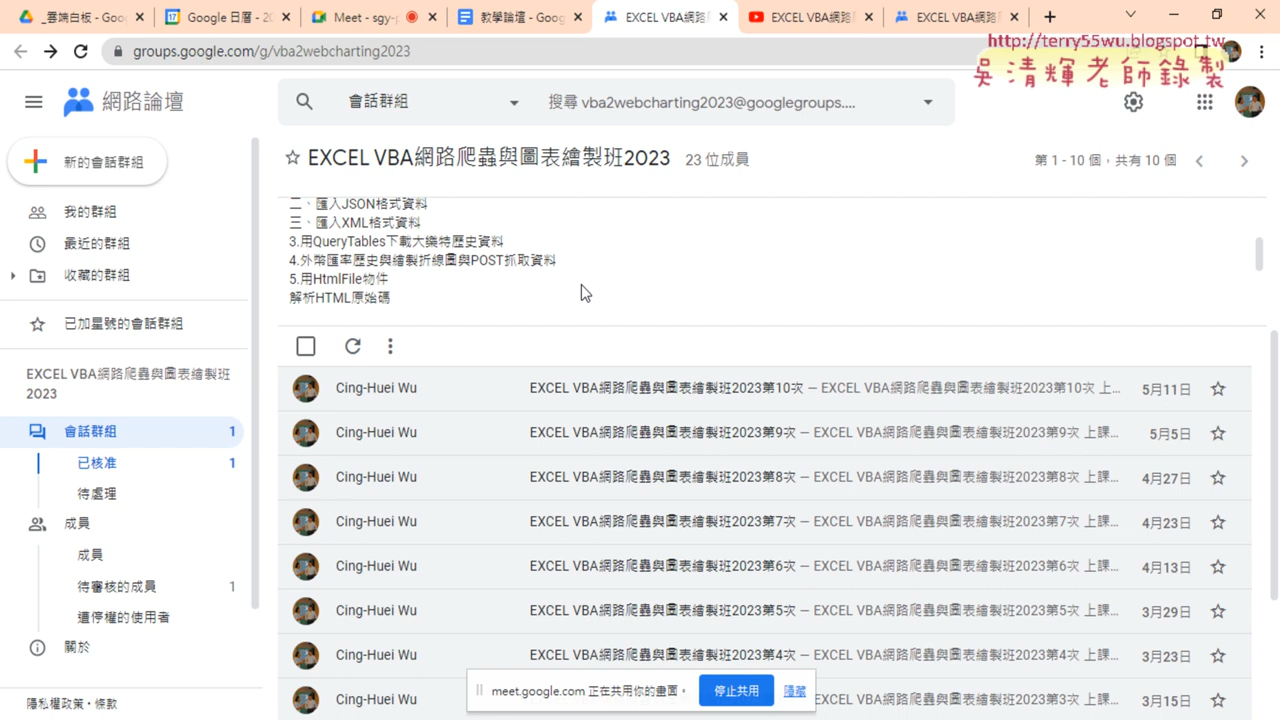 _雲端白板 - Goo
Google 日曆 - 20
Meet - sgy-
教學論壇 - Goog
EXCEL VBA網路
EXCEL VBA網路
EXCEL VBA網路
groups.google.com/g/vba2webcharting2023
http://terry55wu.blogspot.tw
吳清輝老師錄製
網路論壇
會話群組
搜尋 vba2webcharting2023@googlegroups....
新的會話群組
EXCEL VBA網路爬蟲與圖表繪製班2023
23 位成員
第 1 - 10 個，共有 10 個
我的群組
最近的群組
收藏的群組
已加星號的會話群組
EXCEL VBA網路爬蟲與圖表繪製班
2023
會話群組 1
已核准 1
待處理
成員
成員
待審核的成員 1
遭停權的使用者
關於
隱私權政策・條款
二、匯入JSON格式資料
三、匯入XML格式資料
3.用QueryTables下載大樂特歷史資料
4.外幣匯率歷史與繪製折線圖與POST抓取資料
5.用HtmlFile物件
解析HTML原始碼
Cing-Huei Wu EXCEL VBA網路爬蟲與圖表繪製班2023第10次 — EXCEL VBA網路爬蟲與圖表繪製班2023第10次 上... 5月11日
Cing-Huei Wu EXCEL VBA網路爬蟲與圖表繪製班2023第9次 — EXCEL VBA網路爬蟲與圖表繪製班2023第9次 上課... 5月5日
Cing-Huei Wu EXCEL VBA網路爬蟲與圖表繪製班2023第8次 — EXCEL VBA網路爬蟲與圖表繪製班2023第8次 上課... 4月27日
Cing-Huei Wu EXCEL VBA網路爬蟲與圖表繪製班2023第7次 — EXCEL VBA網路爬蟲與圖表繪製班2023第7次 上課... 4月23日
Cing-Huei Wu EXCEL VBA網路爬蟲與圖表繪製班2023第6次 — EXCEL VBA網路爬蟲與圖表繪製班2023第6次 上課... 4月13日
Cing-Huei Wu EXCEL VBA網路爬蟲與圖表繪製班2023第5次 — EXCEL VBA網路爬蟲與圖表繪製班2023第5次 上課... 3月29日
Cing-Huei Wu EXCEL VBA網路爬蟲與圖表繪製班2023第4次 — EXCEL VBA網路爬蟲與圖表繪製班2023第4次 上課... 3月23日
Cing-Huei Wu EXCEL VBA網 上課... 3月15日
meet.google.com 正在共用你的畫面。 停止共用 隱藏